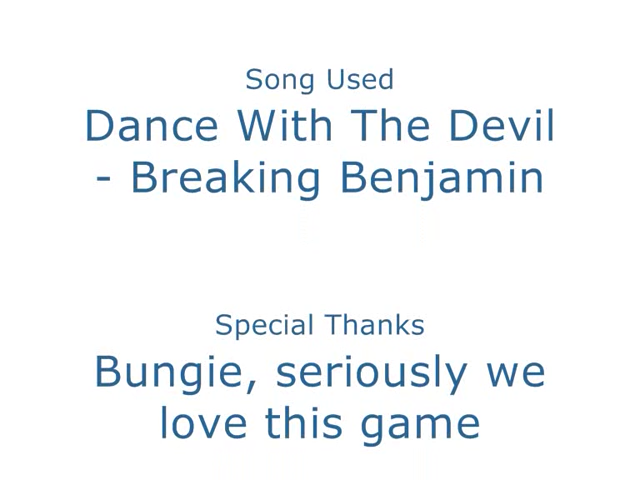 Song Used
Dance With The Devil
- Breaking Benjamin
Special Thanks
Bungie, seriously we
love this game